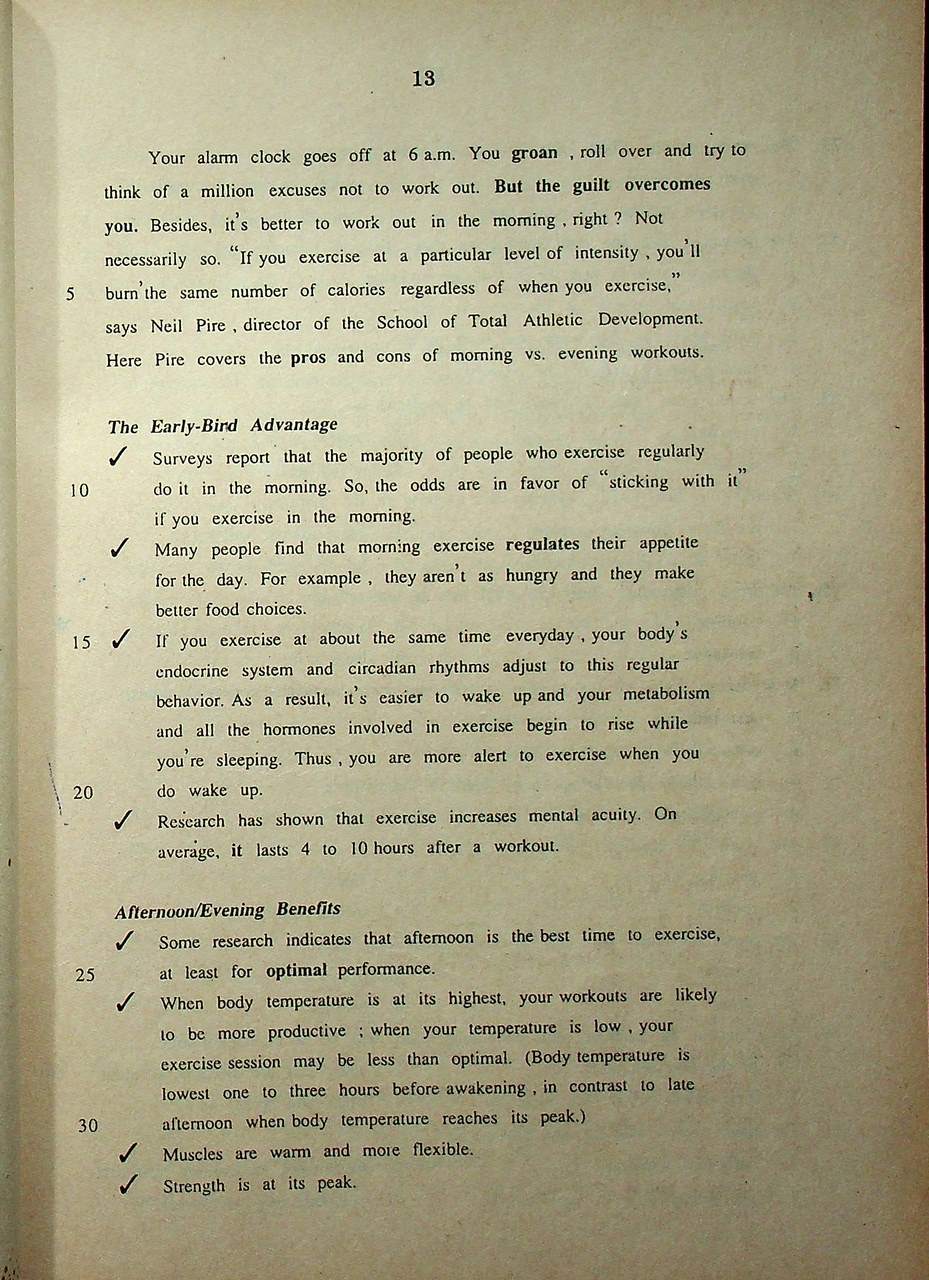 13
Your alarm clock goes off at 6 a.m. You groan , roll over and try to
think of a million excuses not to work out. But the guilt overcomes
you. Besides, it's better to work out in the morning , right ? Not
necessarily so. “If you exercise at a particular level of intensity , you'll
5 burn'the same number of calories regardless of when you exercise,”
says Neil Pire , director of the School of Total Athletic Development.
Here Pire covers the pros and cons of morning vs. evening workouts.
The Early-Bird Advantage
✓ Surveys report that the majority of people who exercise regularly
10 do it in the morning. So, the odds are in favor of “sticking with it”
if you exercise in the morning.
✓ Many people find that morning exercise regulates their appetite
for the day. For example , they aren't as hungry and they make
better food choices.
15 ✓ If you exercise at about the same time everyday , your body's
endocrine system and circadian rhythms adjust to this regular
behavior. As a result, it's easier to wake up and your metabolism
and all the hormones involved in exercise begin to rise while
you're sleeping. Thus , you are more alert to exercise when you
20 do wake up.
✓ Research has shown that exercise increases mental acuity. On
average, it lasts 4 to 10 hours after a workout.
Afternoon/Evening Benefits
✓ Some research indicates that afternoon is the best time to exercise,
25 at least for optimal performance.
✓ When body temperature is at its highest, your workouts are likely
to be more productive ; when your temperature is low , your
exercise session may be less than optimal. (Body temperature is
lowest one to three hours before awakening , in contrast to late
30 afternoon when body temperature reaches its peak.)
✓ Muscles are warm and more flexible.
✓ Strength is at its peak.